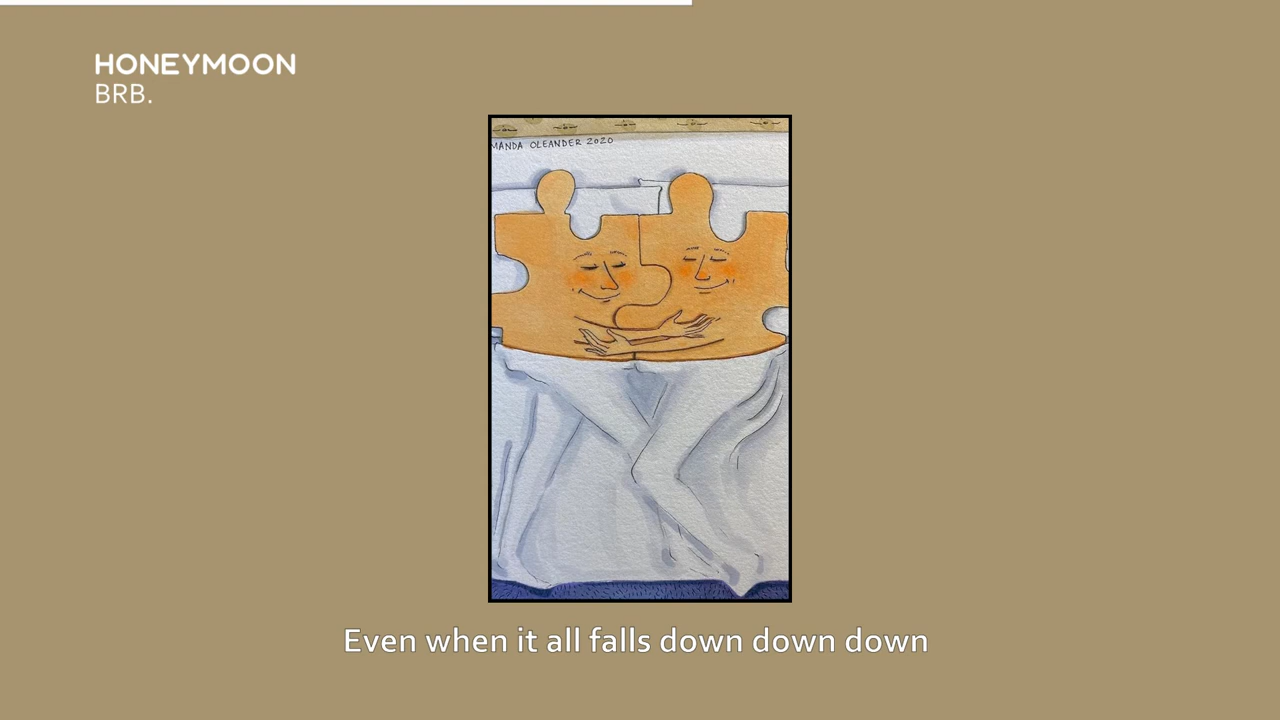 HONEYMOON
BRB.
MANDA OLEANDER 2020
Even when it all falls down down down